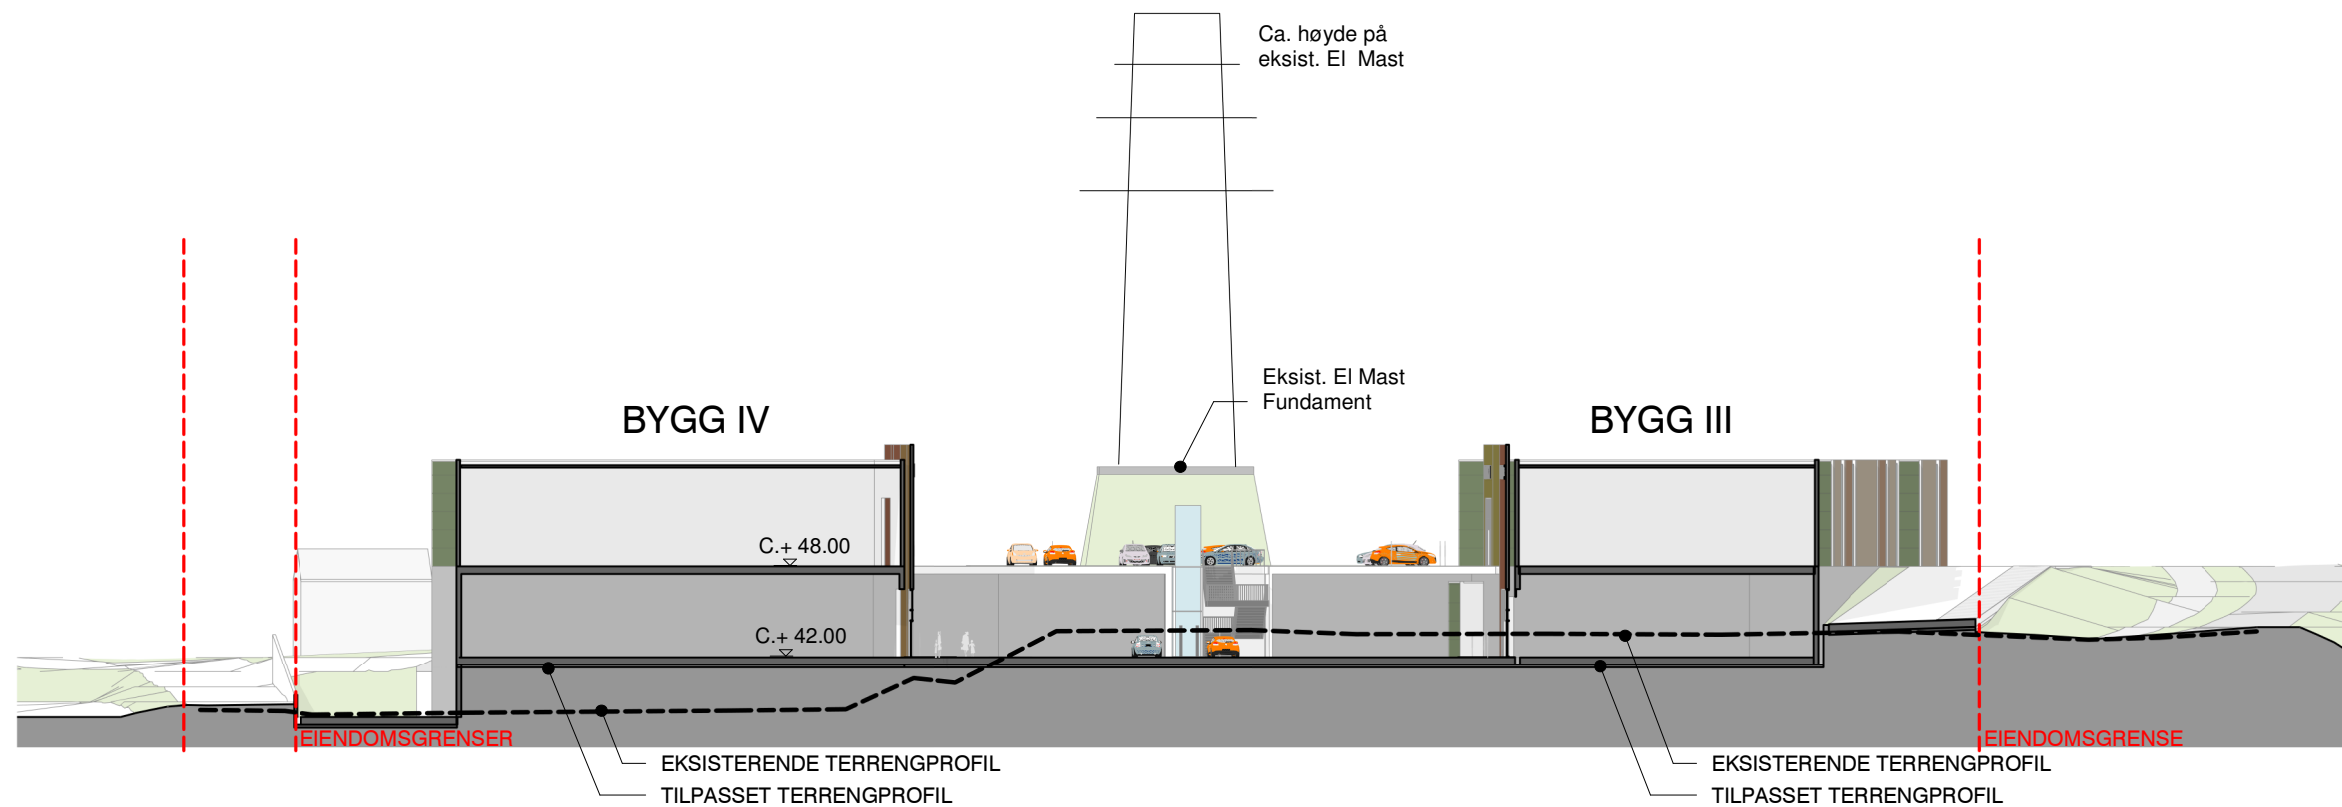 Ca. høyde på
eksist. El Mast
Eksist. El Mast
Fundament
BYGG IV
BYGG III
C.+ 48.00
C.+ 42.00
EIENDOMSGRENSER
EIENDOMSGRENSE
EKSISTERENDE TERRENGPROFIL
TILPASSET TERRENGPROFIL
EKSISTERENDE TERRENGPROFIL
TILPASSET TERRENGPROFIL